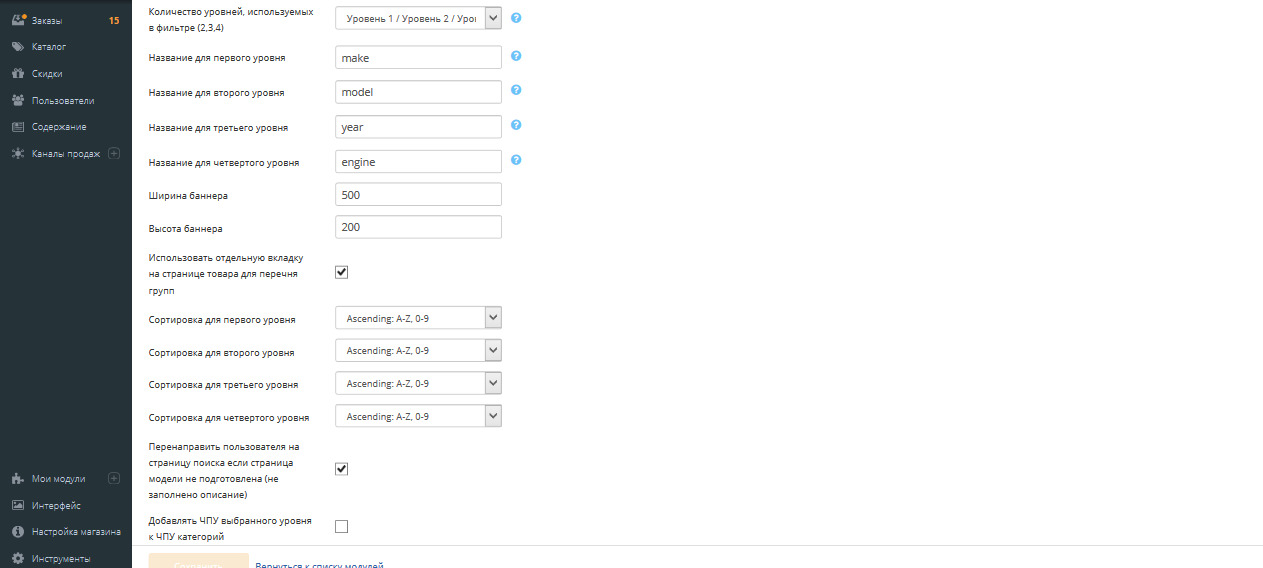 Заказы 15
Каталог
Скидки
Пользователи
Содержание
Каналы продаж
Мои модули
Интерфейс
Настройка магазина
Инструменты
Количество уровней, используемых
в фильтре (2,3,4)
Уровень 1 / Уровень 2 / Уро
Название для первого уровня
make
Название для второго уровня
model
Название для третьего уровня
year
Название для четвертого уровня
engine
Ширина баннера
500
Высота баннера
200
Использовать отдельную вкладку
на странице товара для перечня
групп
Сортировка для первого уровня
Ascending: A-Z, 0-9
Сортировка для второго уровня
Ascending: A-Z, 0-9
Сортировка для третьего уровня
Ascending: A-Z, 0-9
Сортировка для четвертого уровня
Ascending: A-Z, 0-9
Перенаправить пользователя на
страницу поиска если страница
модели не подготовлена (не
заполнено описание)
Добавлять ЧПУ выбранного уровня
к ЧПУ категорий
Сохранить
Вернуться к списку модулей